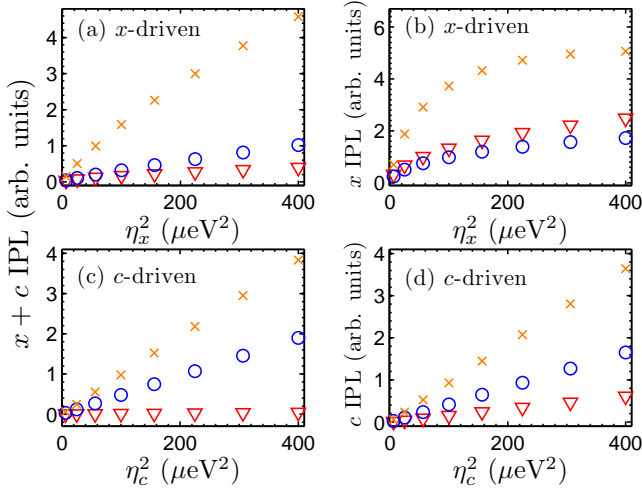 x + c IPL (arb. units)
(a) x-driven
0 1 2 3 4
0 200 400
η_x^2 (μeV^2)
(b) x-driven
x IPL (arb. units)
0 2 4 6
0 200 400
η_x^2 (μeV^2)
(c) c-driven
0 1 2 3 4
0 200 400
η_c^2 (μeV^2)
(d) c-driven
c IPL (arb. units)
0 1 2 3 4
0 200 400
η_c^2 (μeV^2)